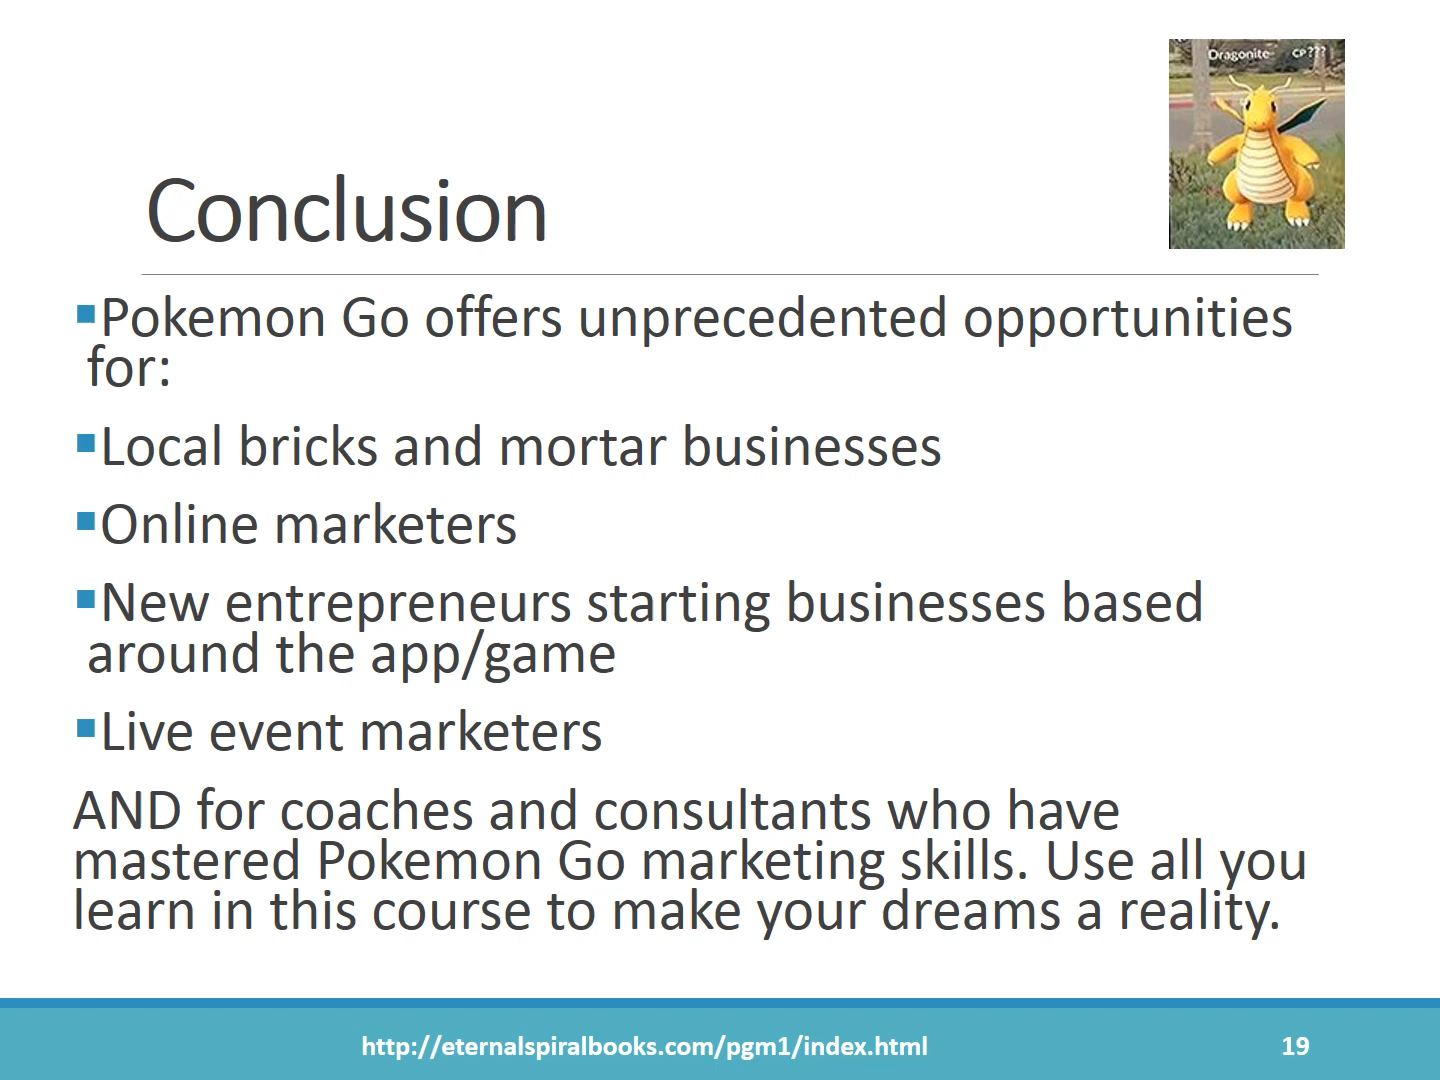 Dragonite CP???
Conclusion
Pokemon Go offers unprecedented opportunities
for:
Local bricks and mortar businesses
Online marketers
New entrepreneurs starting businesses based
around the app/game
Live event marketers
AND for coaches and consultants who have
mastered Pokemon Go marketing skills. Use all you
learn in this course to make your dreams a reality.
http://eternalspiralbooks.com/pgm1/index.html 19